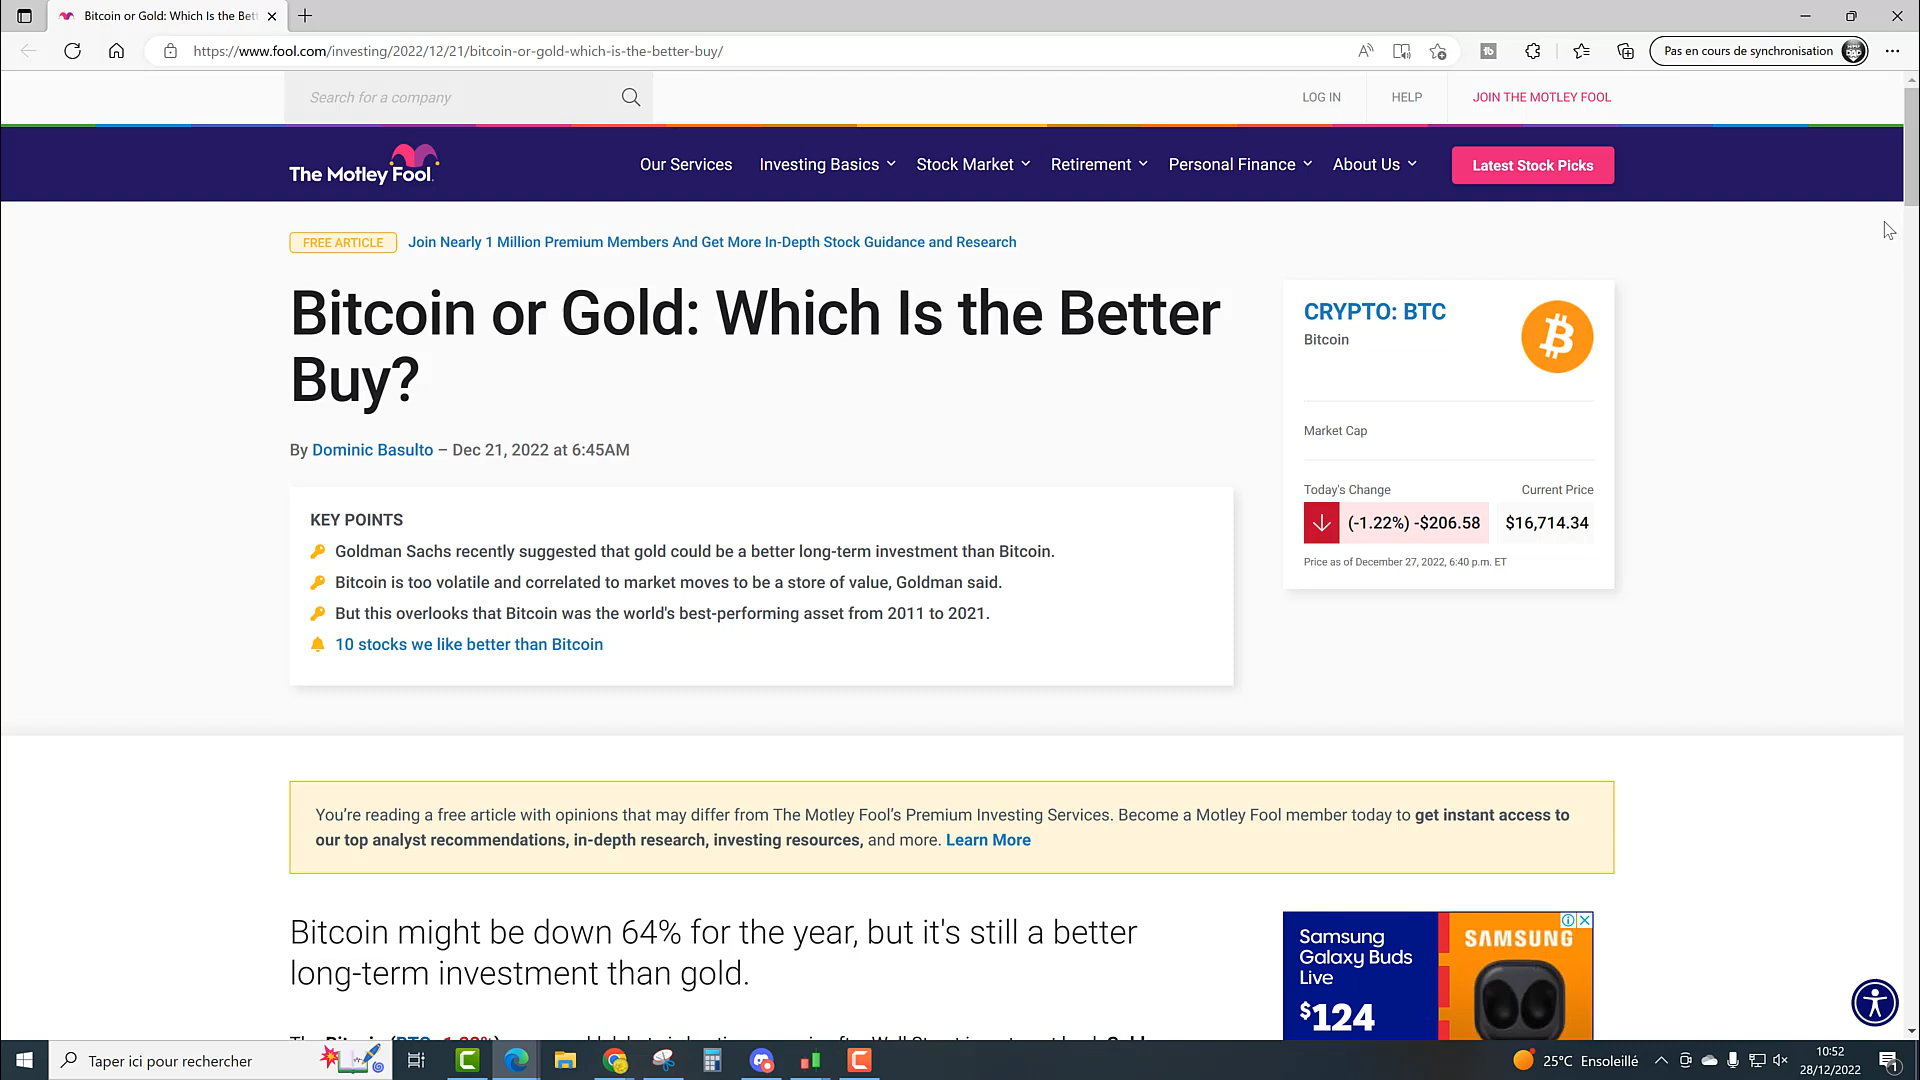 Bitcoin or Gold: Which Is the Bet
https://www.fool.com/investing/2022/12/21/bitcoin-or-gold-which-is-the-better-buy/
Pas en cours de synchronisation
Search for a company
LOG IN
HELP
JOIN THE MOTLEY FOOL
The Motley Fool.
Our Services
Investing Basics
Stock Market
Retirement
Personal Finance
About Us
Latest Stock Picks
FREE ARTICLE
Join Nearly 1 Million Premium Members And Get More In-Depth Stock Guidance and Research
Bitcoin or Gold: Which Is the Better
Buy?
By Dominic Basulto – Dec 21, 2022 at 6:45AM
KEY POINTS
Goldman Sachs recently suggested that gold could be a better long-term investment than Bitcoin.
Bitcoin is too volatile and correlated to market moves to be a store of value, Goldman said.
But this overlooks that Bitcoin was the world's best-performing asset from 2011 to 2021.
10 stocks we like better than Bitcoin
CRYPTO: BTC
Bitcoin
Market Cap
Today's Change
Current Price
(-1.22%) -$206.58
$16,714.34
Price as of December 27, 2022, 6:40 p.m. ET
You’re reading a free article with opinions that may differ from The Motley Fool’s Premium Investing Services. Become a Motley Fool member today to get instant access to
our top analyst recommendations, in-depth research, investing resources, and more. Learn More
Bitcoin might be down 64% for the year, but it's still a better
long-term investment than gold.
Samsung
Galaxy Buds
Live
$124
SAMSUNG
Taper ici pour rechercher
25°C Ensoleillé
10:52
28/12/2022
1